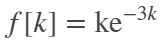 f[k] = ke⁻³ᵏ